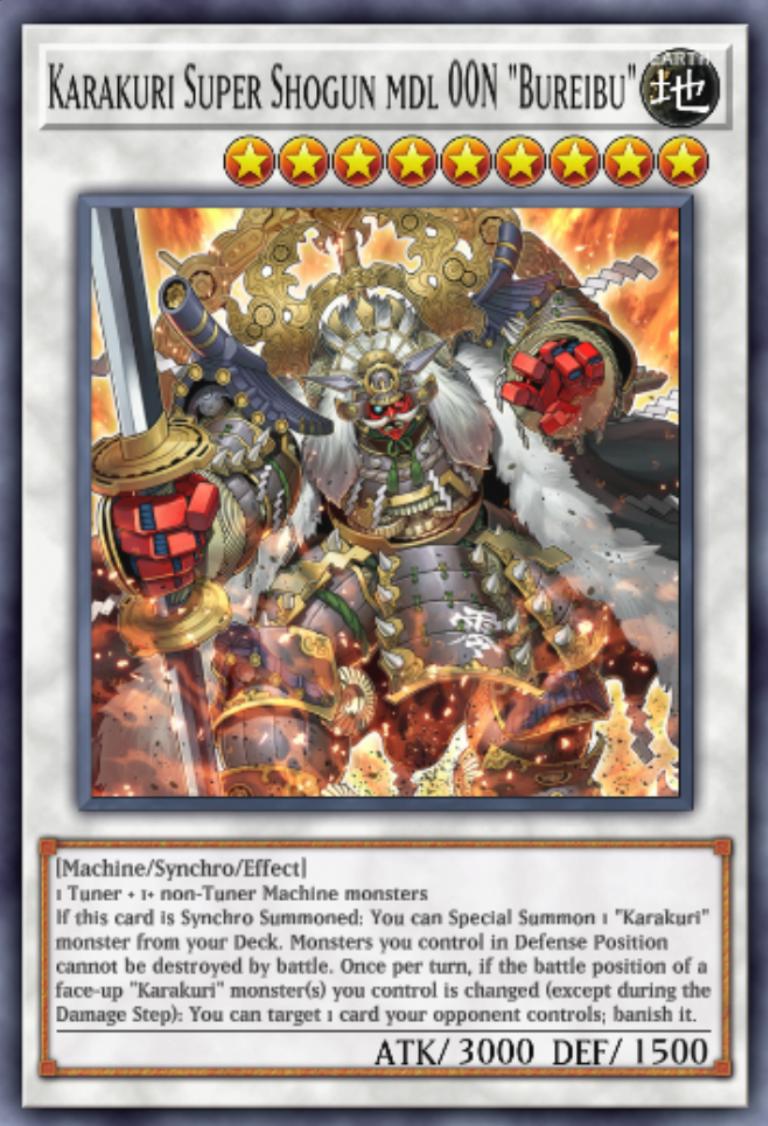 Karakuri Super Shogun mdl 00N "Bureibu"
EARTH
地
[Machine/Synchro/Effect]
1 Tuner + 1+ non-Tuner Machine monsters
If this card is Synchro Summoned: You can Special Summon 1 "Karakuri"
monster from your Deck. Monsters you control in Defense Position
cannot be destroyed by battle. Once per turn, if the battle position of a
face-up "Karakuri" monster(s) you control is changed (except during the
Damage Step): You can target 1 card your opponent controls; banish it.
ATK/ 3000 DEF/ 1500